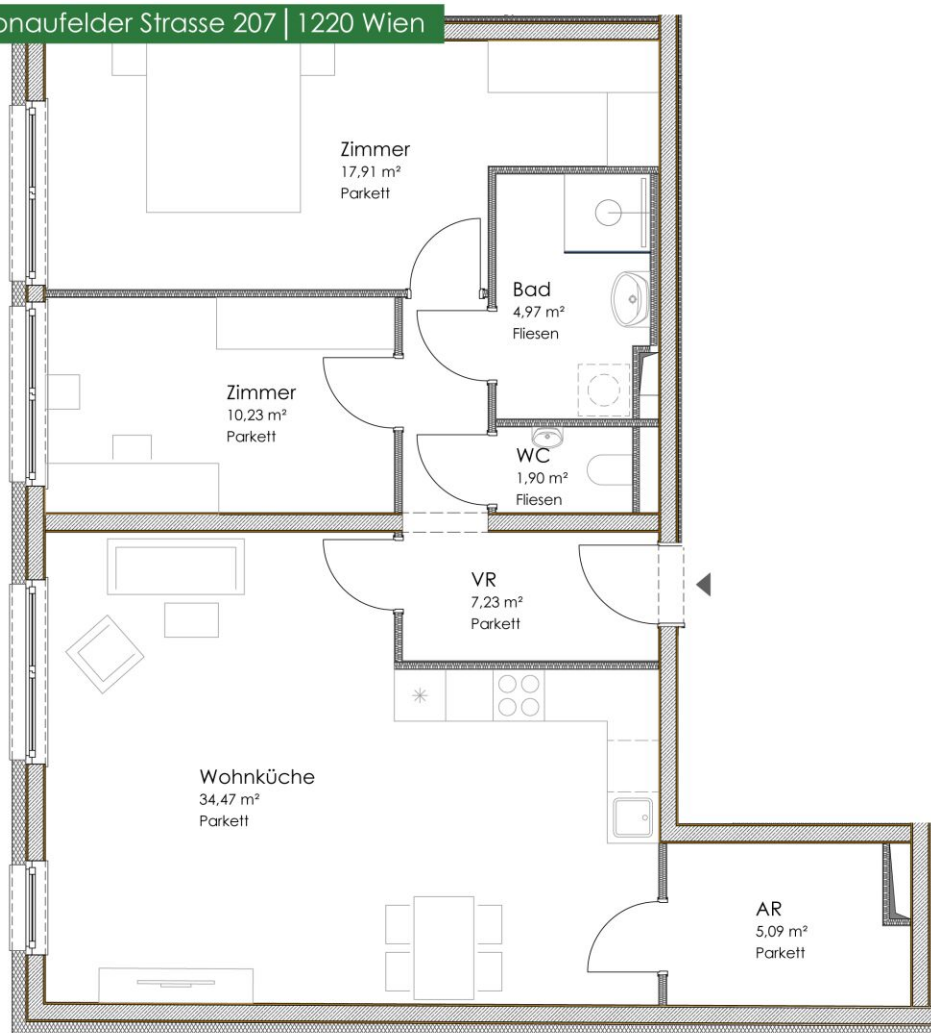 onaufelder Strasse 207 | 1220 Wien
Zimmer
17,91 m²
Parkett
Bad
4,97 m²
Fliesen
Zimmer
10,23 m²
Parkett
WC
1,90 m²
Fliesen
VR
7,23 m²
Parkett
Wohnküche
34,47 m²
Parkett
AR
5,09 m²
Parkett